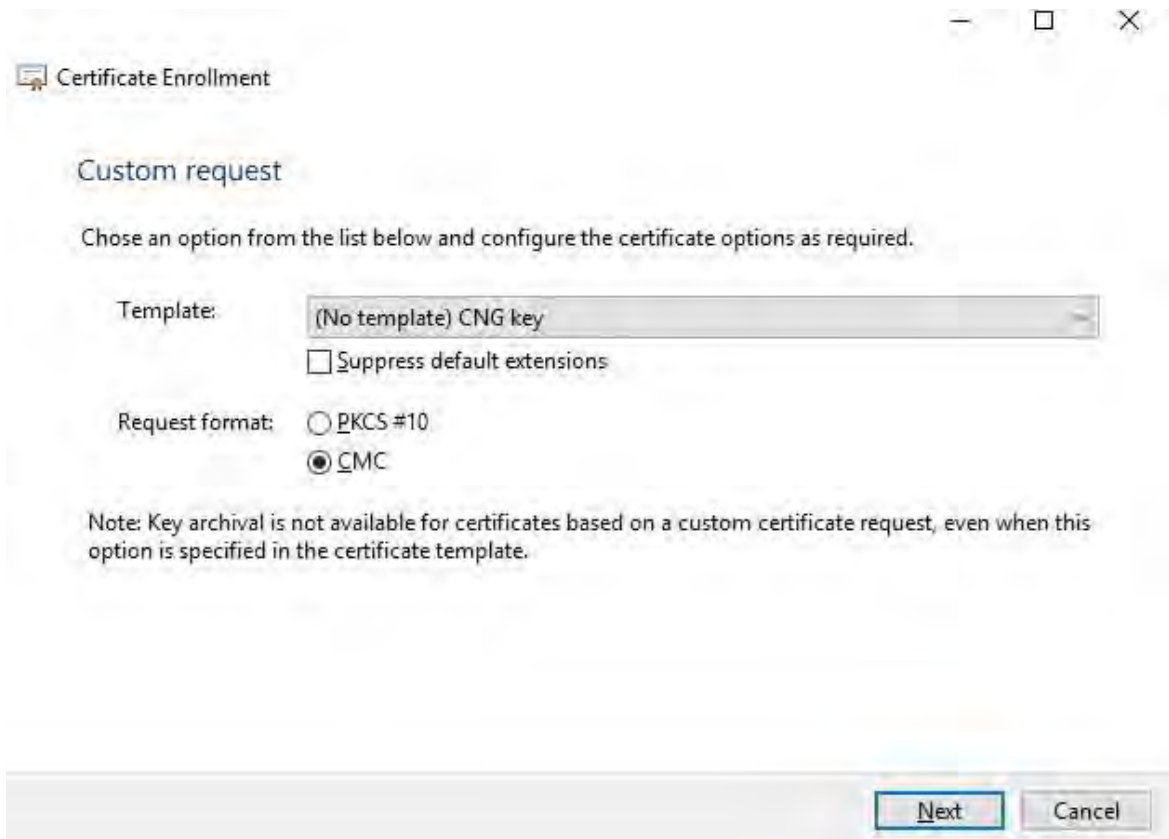 Certificate Enrollment
Custom request
Chose an option from the list below and configure the certificate options as required.
Template:
(No template) CNG key
Suppress default extensions
Request format:
PKCS #10
CMC
Note: Key archival is not available for certificates based on a custom certificate request, even when this
option is specified in the certificate template.
Next
Cancel